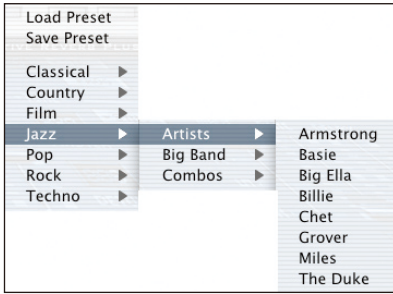 Load Preset
Save Preset
Classical
Country
Film
Jazz
Pop
Rock
Techno
Artists
Big Band
Combos
Armstrong
Basie
Big Ella
Billie
Chet
Grover
Miles
The Duke